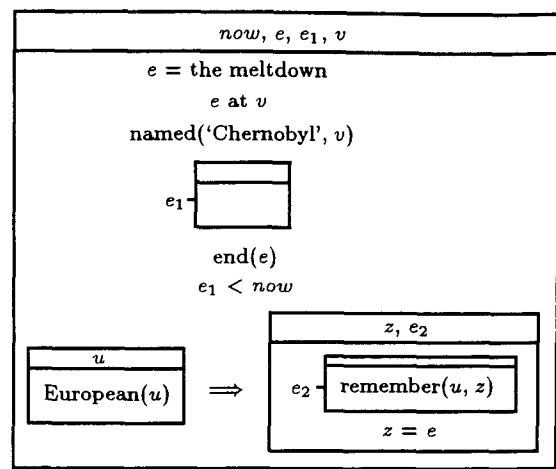 now, e, e₁, v
e = the meltdown
e at v
named(‘Chernobyl’, v)
e₁
end(e)
e₁ < now
u
European(u)
⟹
z, e₂
e₂ remember(u, z)
z = e